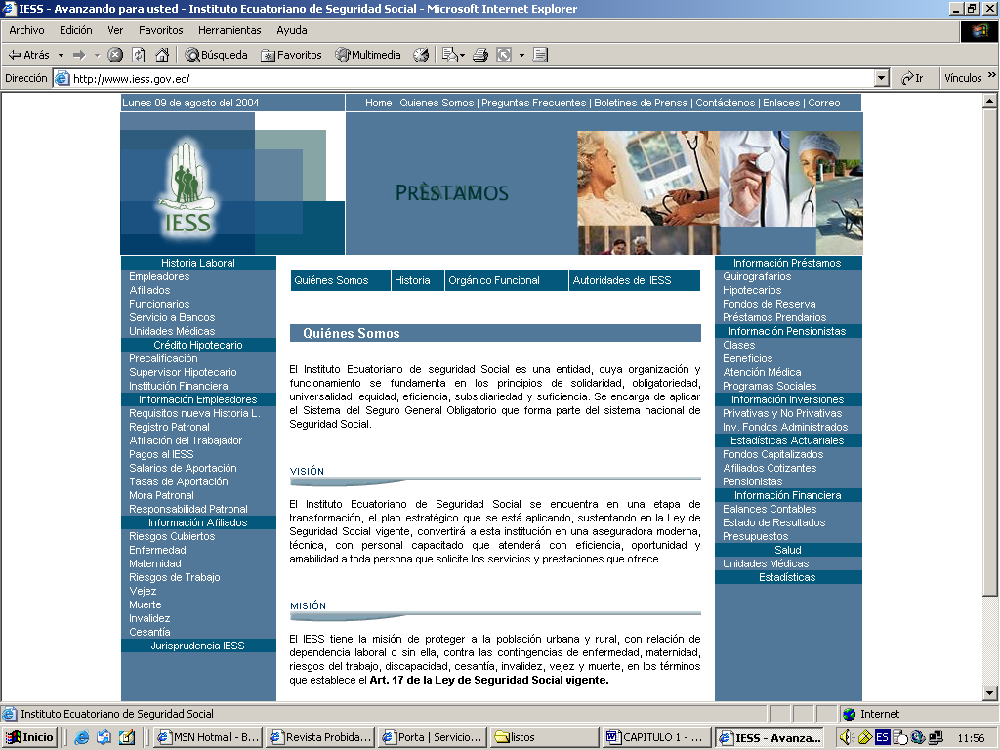 IESS - Avanzando para usted - Instituto Ecuatoriano de Seguridad Social - Microsoft Internet Explorer
Archivo Edición Ver Favoritos Herramientas Ayuda
Atrás Búsqueda Favoritos Multimedia
Dirección http://www.iess.gov.ec/ Ir Vínculos »
Lunes 09 de agosto del 2004
Home | Quienes Somos | Preguntas Frecuentes | Boletines de Prensa | Contáctenos | Enlaces | Correo
IESS
PRÈSTAMOS
Historia Laboral
Empleadores
Afiliados
Funcionarios
Servicio a Bancos
Unidades Médicas
Crédito Hipotecario
Precalificación
Supervisor Hipotecario
Institución Financiera
Información Empleadores
Requisitos nueva Historia L.
Registro Patronal
Afiliación del Trabajador
Pagos al IESS
Salarios de Aportación
Tasas de Aportación
Mora Patronal
Responsabilidad Patronal
Información Afiliados
Riesgos Cubiertos
Enfermedad
Maternidad
Riesgos de Trabajo
Vejez
Muerte
Invalidez
Cesantía
Jurisprudencia IESS
Quiénes Somos Historia Orgánico Funcional Autoridades del IESS
Quiénes Somos
El Instituto Ecuatoriano de seguridad Social es una entidad, cuya organización y
funcionamiento se fundamenta en los principios de solidaridad, obligatoriedad,
universalidad, equidad, eficiencia, subsidiariedad y suficiencia. Se encarga de aplicar
el Sistema del Seguro General Obligatorio que forma parte del sistema nacional de
Seguridad Social.
VISIÓN
El Instituto Ecuatoriano de Seguridad Social se encuentra en una etapa de
transformación, el plan estratégico que se está aplicando, sustentando en la Ley de
Seguridad Social vigente, convertirá a esta institución en una aseguradora moderna,
técnica, con personal capacitado que atenderá con eficiencia, oportunidad y
amabilidad a toda persona que solicite los servicios y prestaciones que ofrece.
MISIÓN
El IESS tiene la misión de proteger a la población urbana y rural, con relación de
dependencia laboral o sin ella, contra las contingencias de enfermedad, maternidad,
riesgos del trabajo, discapacidad, cesantía, invalidez, vejez y muerte, en los términos
que establece el Art. 17 de la Ley de Seguridad Social vigente.
Información Préstamos
Quirografarios
Hipotecarios
Fondos de Reserva
Préstamos Prendarios
Información Pensionistas
Clases
Beneficios
Atención Médica
Programas Sociales
Información Inversiones
Privativas y No Privativas
Inv. Fondos Administrados
Estadísticas Actuariales
Fondos Capitalizados
Afiliados Cotizantes
Pensionistas
Información Financiera
Balances Contables
Estado de Resultados
Presupuestos
Salud
Unidades Médicas
Estadísticas
Instituto Ecuatoriano de Seguridad Social Internet
Inicio MSN Hotmail - B... Revista Probida... Porta | Servicio... listos CAPITULO 1 - ... IESS - Avanza... ES 11:56